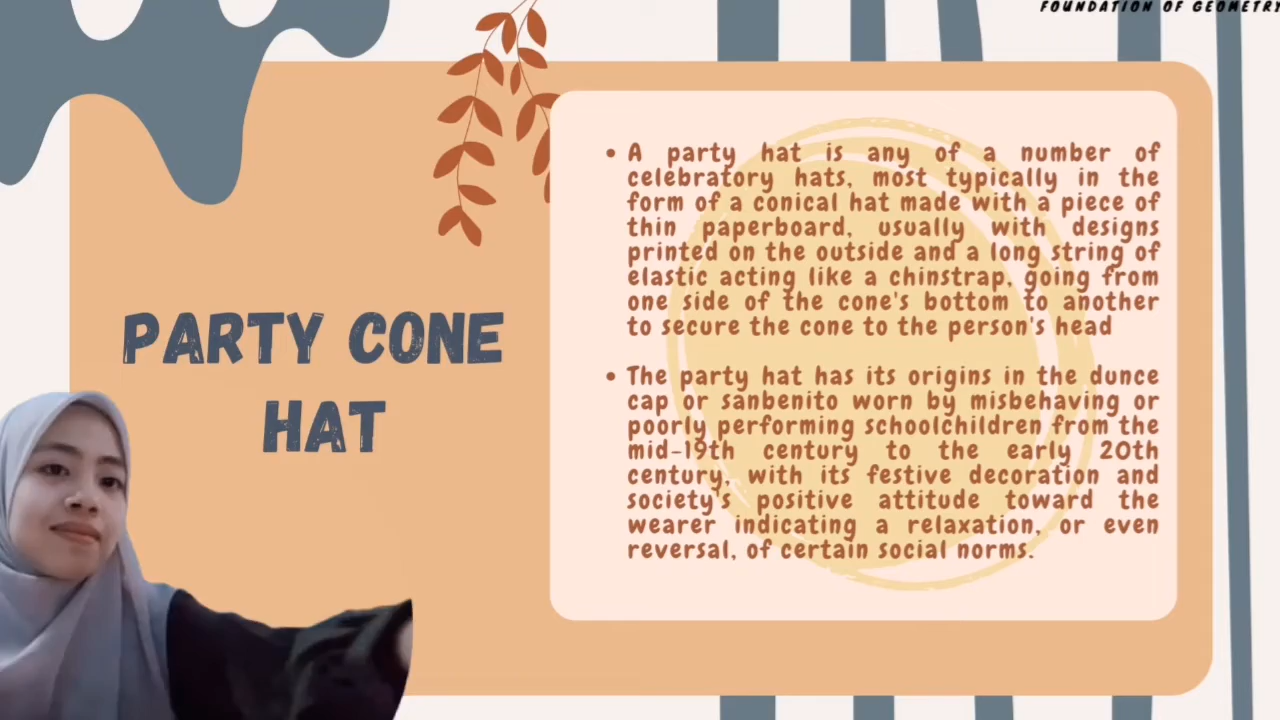 FOUNDATION OF GEOMETRY
PARTY CONE
HAT
• A party hat is any of a number of
celebratory hats, most typically in the
form of a conical hat made with a piece of
thin paperboard, usually with designs
printed on the outside and a long string of
elastic acting like a chinstrap, going from
one side of the cone's bottom to another
to secure the cone to the person's head
• The party hat has its origins in the dunce
cap or sanbenito worn by misbehaving or
poorly performing schoolchildren from the
mid-19th century to the early 20th
century, with its festive decoration and
society's positive attitude toward the
wearer indicating a relaxation, or even
reversal, of certain social norms.